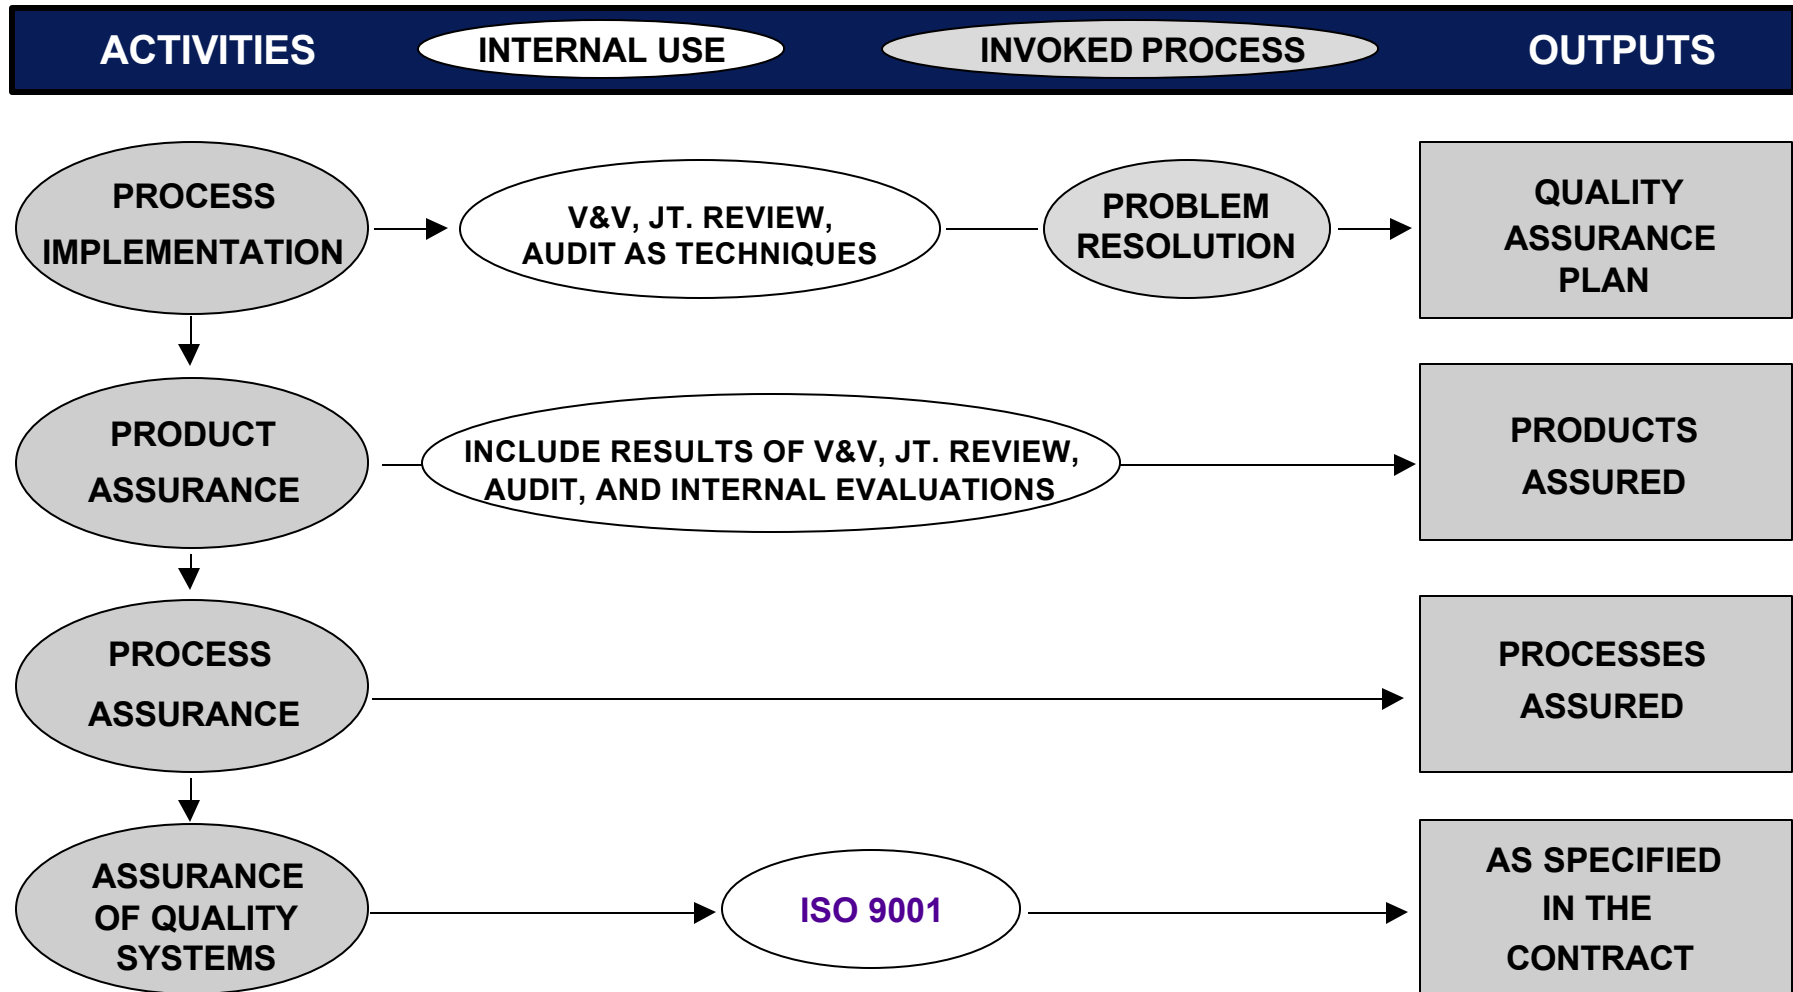 ACTIVITIES
INTERNAL USE
INVOKED PROCESS
OUTPUTS
PROCESS
IMPLEMENTATION
V&V, JT. REVIEW,
AUDIT AS TECHNIQUES
PROBLEM
RESOLUTION
QUALITY
ASSURANCE
PLAN
PRODUCT
ASSURANCE
INCLUDE RESULTS OF V&V, JT. REVIEW,
AUDIT, AND INTERNAL EVALUATIONS
PRODUCTS
ASSURED
PROCESS
ASSURANCE
PROCESSES
ASSURED
ASSURANCE
OF QUALITY
SYSTEMS
ISO 9001
AS SPECIFIED
IN THE
CONTRACT